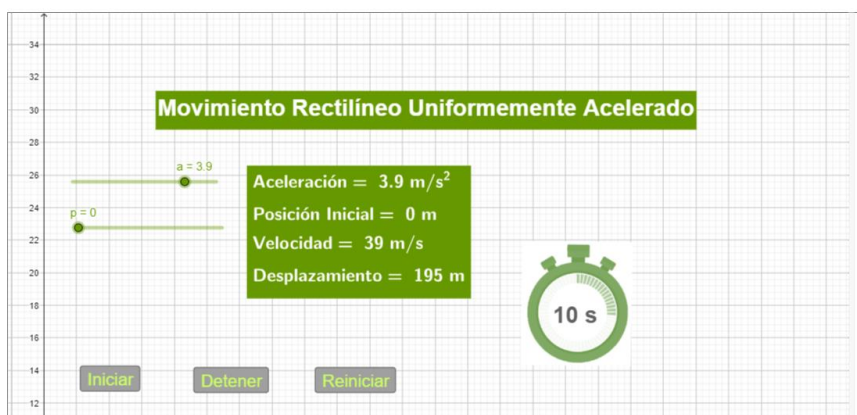 34
32
Movimiento Rectilíneo Uniformemente Acelerado
30
28
a = 3.9
26
Aceleración = 3.9 m/s²
24
p = 0
Posición Inicial = 0 m
22
Velocidad = 39 m/s
20
Desplazamiento = 195 m
18
10 s
16
14
Iniciar
Detener
Reiniciar
12